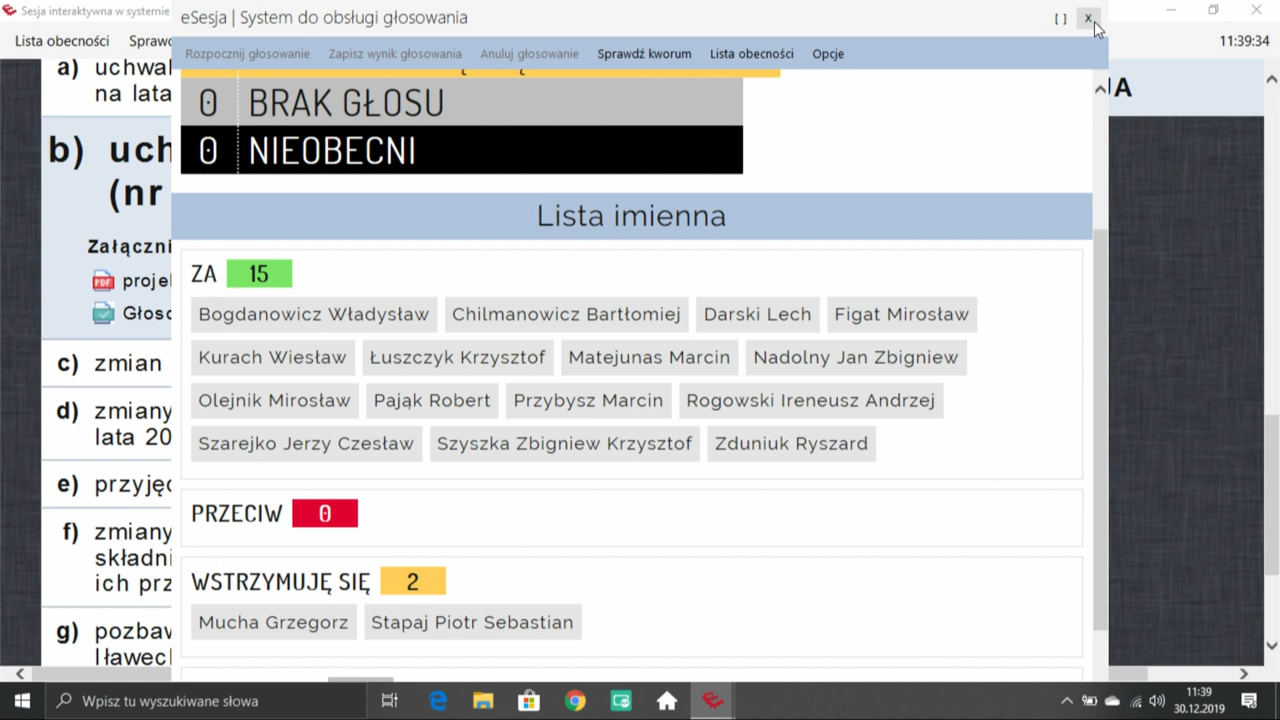 Sesja interaktywna w systemie
eSesja | System do obsługi głosowania
[ ] x
Lista obecności
Rozpocznij głosowanie Zapisz wynik głosowania Anuluj głosowanie Sprawdź kworum Lista obecności Opcje
11:39:34
a) uchwal
na lata
0 BRAK GŁOSU
0 NIEOBECNI
b) uch
(nr
Lista imienna
Załączni
PDF projek
Głoso
ZA 15
Bogdanowicz Władysław Chilmanowicz Bartłomiej Darski Lech Figat Mirosław
Kurach Wiesław Łuszczyk Krzysztof Matejunas Marcin Nadolny Jan Zbigniew
Olejnik Mirosław Pająk Robert Przybysz Marcin Rogowski Ireneusz Andrzej
Szarejko Jerzy Czesław Szyszka Zbigniew Krzysztof Zduniuk Ryszard
c) zmian
d) zmiany
lata 20
e) przyjęc
f) zmiany
składni
ich prz
g) pozbaw
Iławec
PRZECIW 0
WSTRZYMUJĘ SIĘ 2
Mucha Grzegorz Stapaj Piotr Sebastian
Wpisz tu wyszukiwane słowa
11:39
30.12.2019